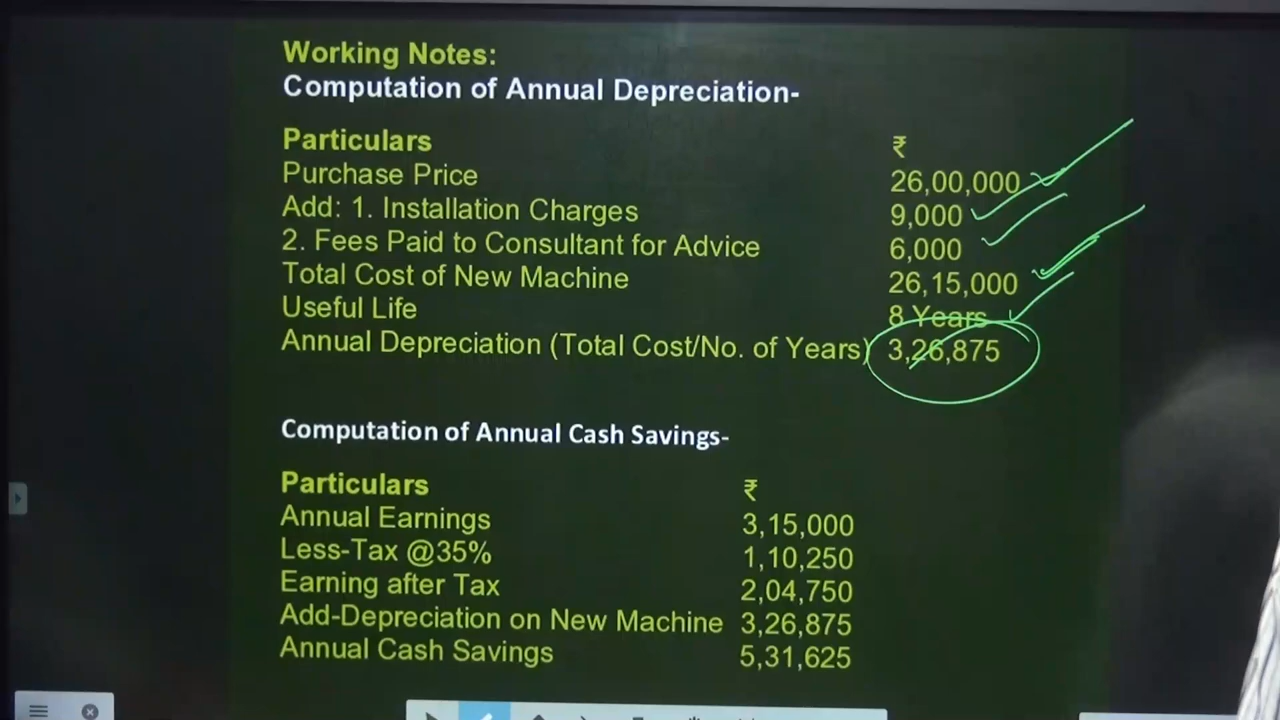 Working Notes:
Computation of Annual Depreciation-
Particulars ₹
Purchase Price 26,00,000
Add: 1. Installation Charges 9,000
2. Fees Paid to Consultant for Advice 6,000
Total Cost of New Machine 26,15,000
Useful Life 8 Years
Annual Depreciation (Total Cost/No. of Years) 3,26,875
Computation of Annual Cash Savings-
Particulars ₹
Annual Earnings 3,15,000
Less-Tax @35% 1,10,250
Earning after Tax 2,04,750
Add-Depreciation on New Machine 3,26,875
Annual Cash Savings 5,31,625